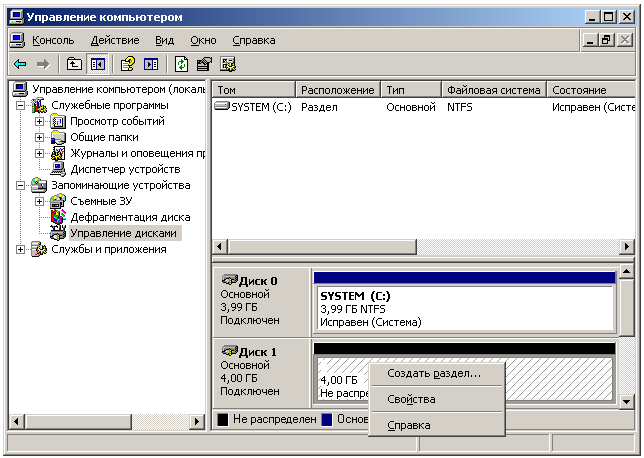 Управление компьютером
Консоль Действие Вид Окно Справка
Управление компьютером (локаль
Служебные программы
Просмотр событий
Общие папки
Журналы и оповещения пр
Диспетчер устройств
Запоминающие устройства
Съемные ЗУ
Дефрагментация диска
Управление дисками
Службы и приложения
Том Расположение Тип Файловая система Состояние
SYSTEM (C:) Раздел Основной NTFS Исправен (Систе
Диск 0
Основной
3,99 ГБ
Подключен
SYSTEM (C:)
3,99 ГБ NTFS
Исправен (Система)
Диск 1
Основной
4,00 ГБ
Подключен
4,00 ГБ
Не распре
Создать раздел...
Свойства
Справка
Не распределен Основ